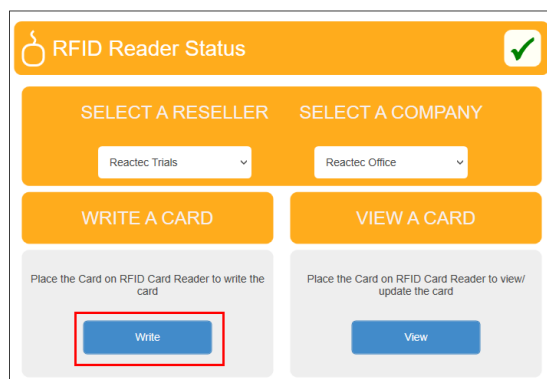 RFID Reader Status
SELECT A RESELLER
SELECT A COMPANY
Reactec Trials
Reactec Office
WRITE A CARD
VIEW A CARD
Place the Card on RFID Card Reader to write the
card
Place the Card on RFID Card Reader to view/
update the card
Write
View